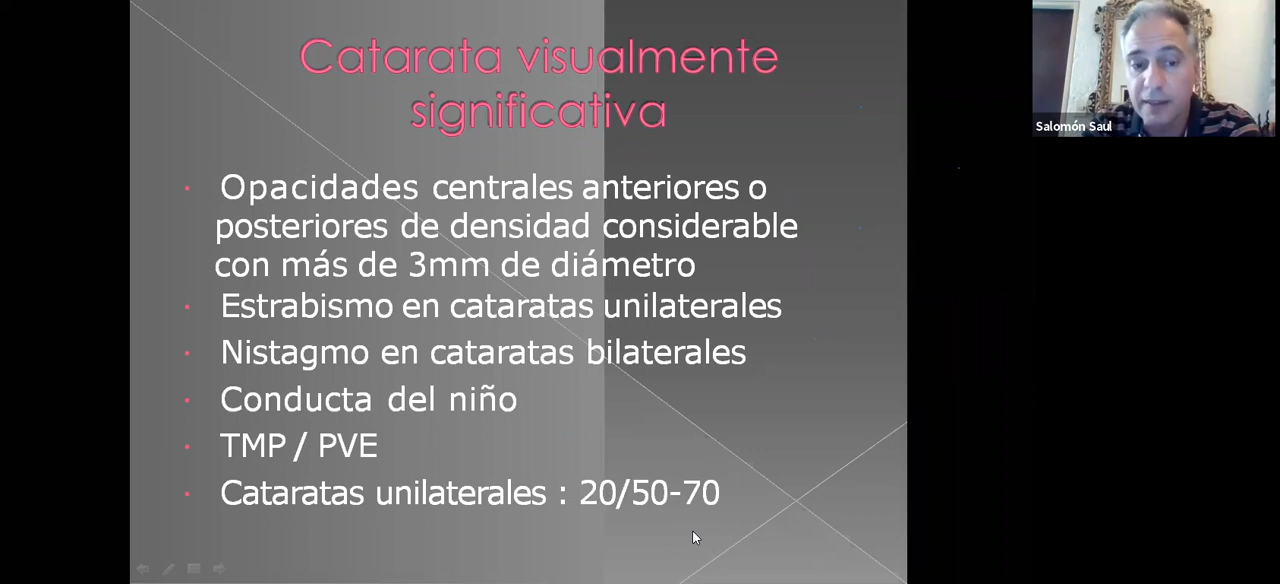 Catarata visualmente
significativa
· Opacidades centrales anteriores o
posteriores de densidad considerable
con más de 3mm de diámetro
· Estrabismo en cataratas unilaterales
· Nistagmo en cataratas bilaterales
· Conducta del niño
· TMP / PVE
· Cataratas unilaterales : 20/50-70
Salomón Saul